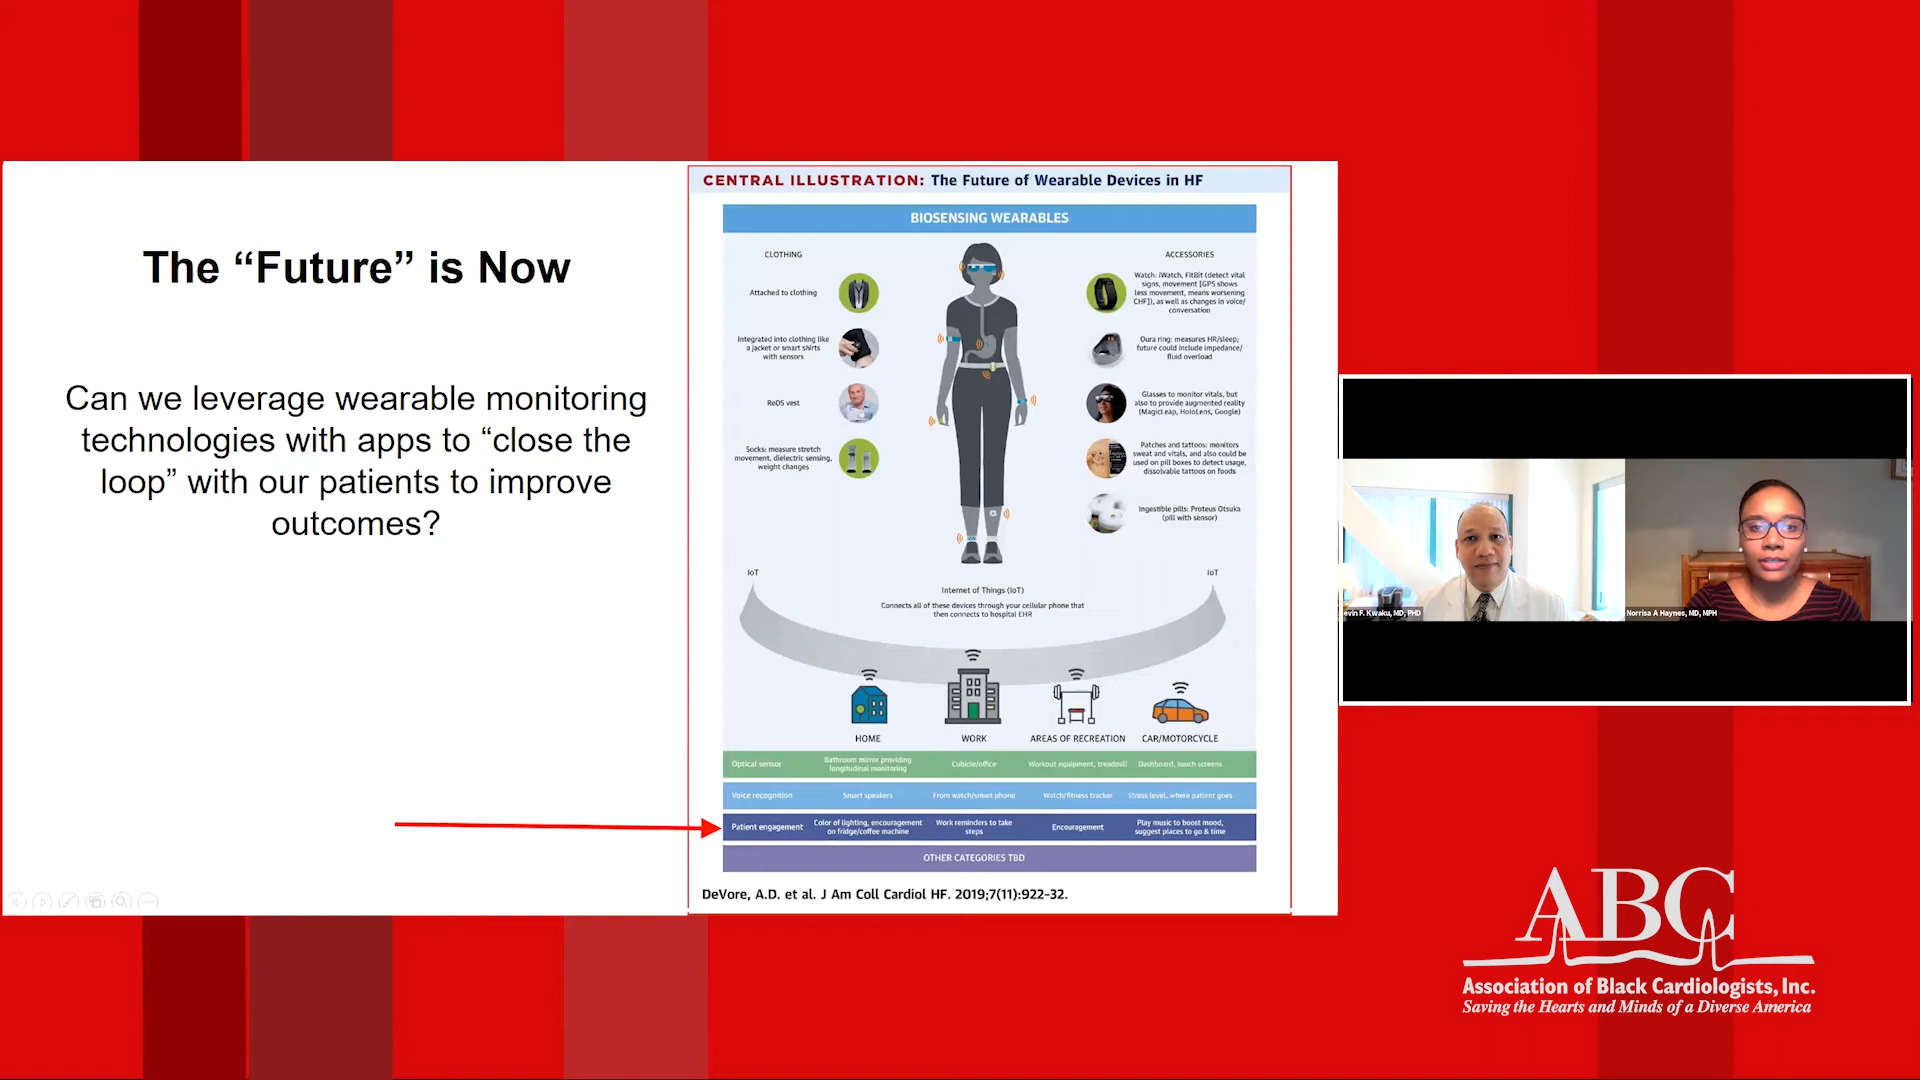 The “Future” is Now
Can we leverage wearable monitoring
technologies with apps to “close the
loop” with our patients to improve
outcomes?
CENTRAL ILLUSTRATION: The Future of Wearable Devices in HF
BIOSENSING WEARABLES
CLOTHING
Attached to clothing
Integrated into clothing like
a jacket or smart shirts
with sensors
ReDS vest
Socks: measure stretch
movement, dielectric sensing,
weight changes
ACCESSORIES
Watch: iWatch, FitBit (detect vital
signs, movement [GPS shows
less movement, means worsening
CHF]), as well as changes in voice/
conversation
Oura ring: measures HR/sleep;
future could include impedance/
fluid overload
Glasses to monitor vitals, but
also to provide augmented reality
(MagicLeap, HoloLens, Google)
Patches and tattoos: monitors
sweat and vitals, and also could be
used on pill boxes to detect usage,
dissolvable tattoos on foods
Ingestible pills: Proteus Otsuka
(pill with sensor)
IoT
IoT
Internet of Things (IoT)
Connects all of these devices through your cellular phone that
then connects to hospital EHR
HOME
WORK
AREAS OF RECREATION
CAR/MOTORCYCLE
Optical sensor
Bathroom mirror providing
longitudinal monitoring
Cubicle/office
Workout equipment, treadmill
Dashboard, touch screens
Voice recognition
Smart speakers
From watch/smart phone
Watch/fitness tracker
Stress level, where patient goes
Patient engagement
Color of lighting, encouragement
on fridge/coffee machine
Work reminders to take
steps
Encouragement
Play music to boost mood,
suggest places to go & time
OTHER CATEGORIES TBD
DeVore, A.D. et al. J Am Coll Cardiol HF. 2019;7(11):922-32.
evin F. Kwaku, MD, PHD
Norrisa A Haynes, MD, MPH
ABC
Association of Black Cardiologists, Inc.
Saving the Hearts and Minds of a Diverse America